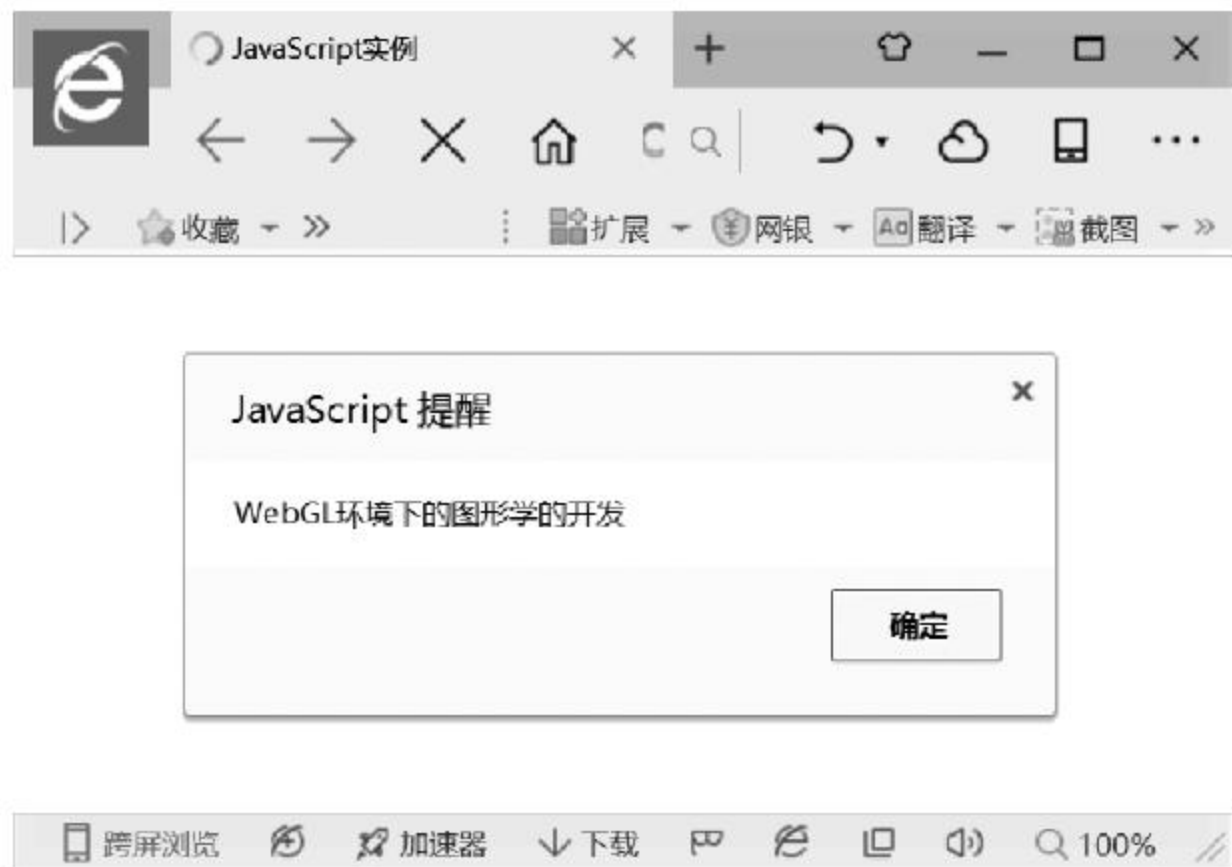 JavaScript实例
收藏 扩展 网银 Aa 翻译 截图
JavaScript 提醒
WebGL环境下的图形学的开发
确定
跨屏浏览 加速器 下载 100%